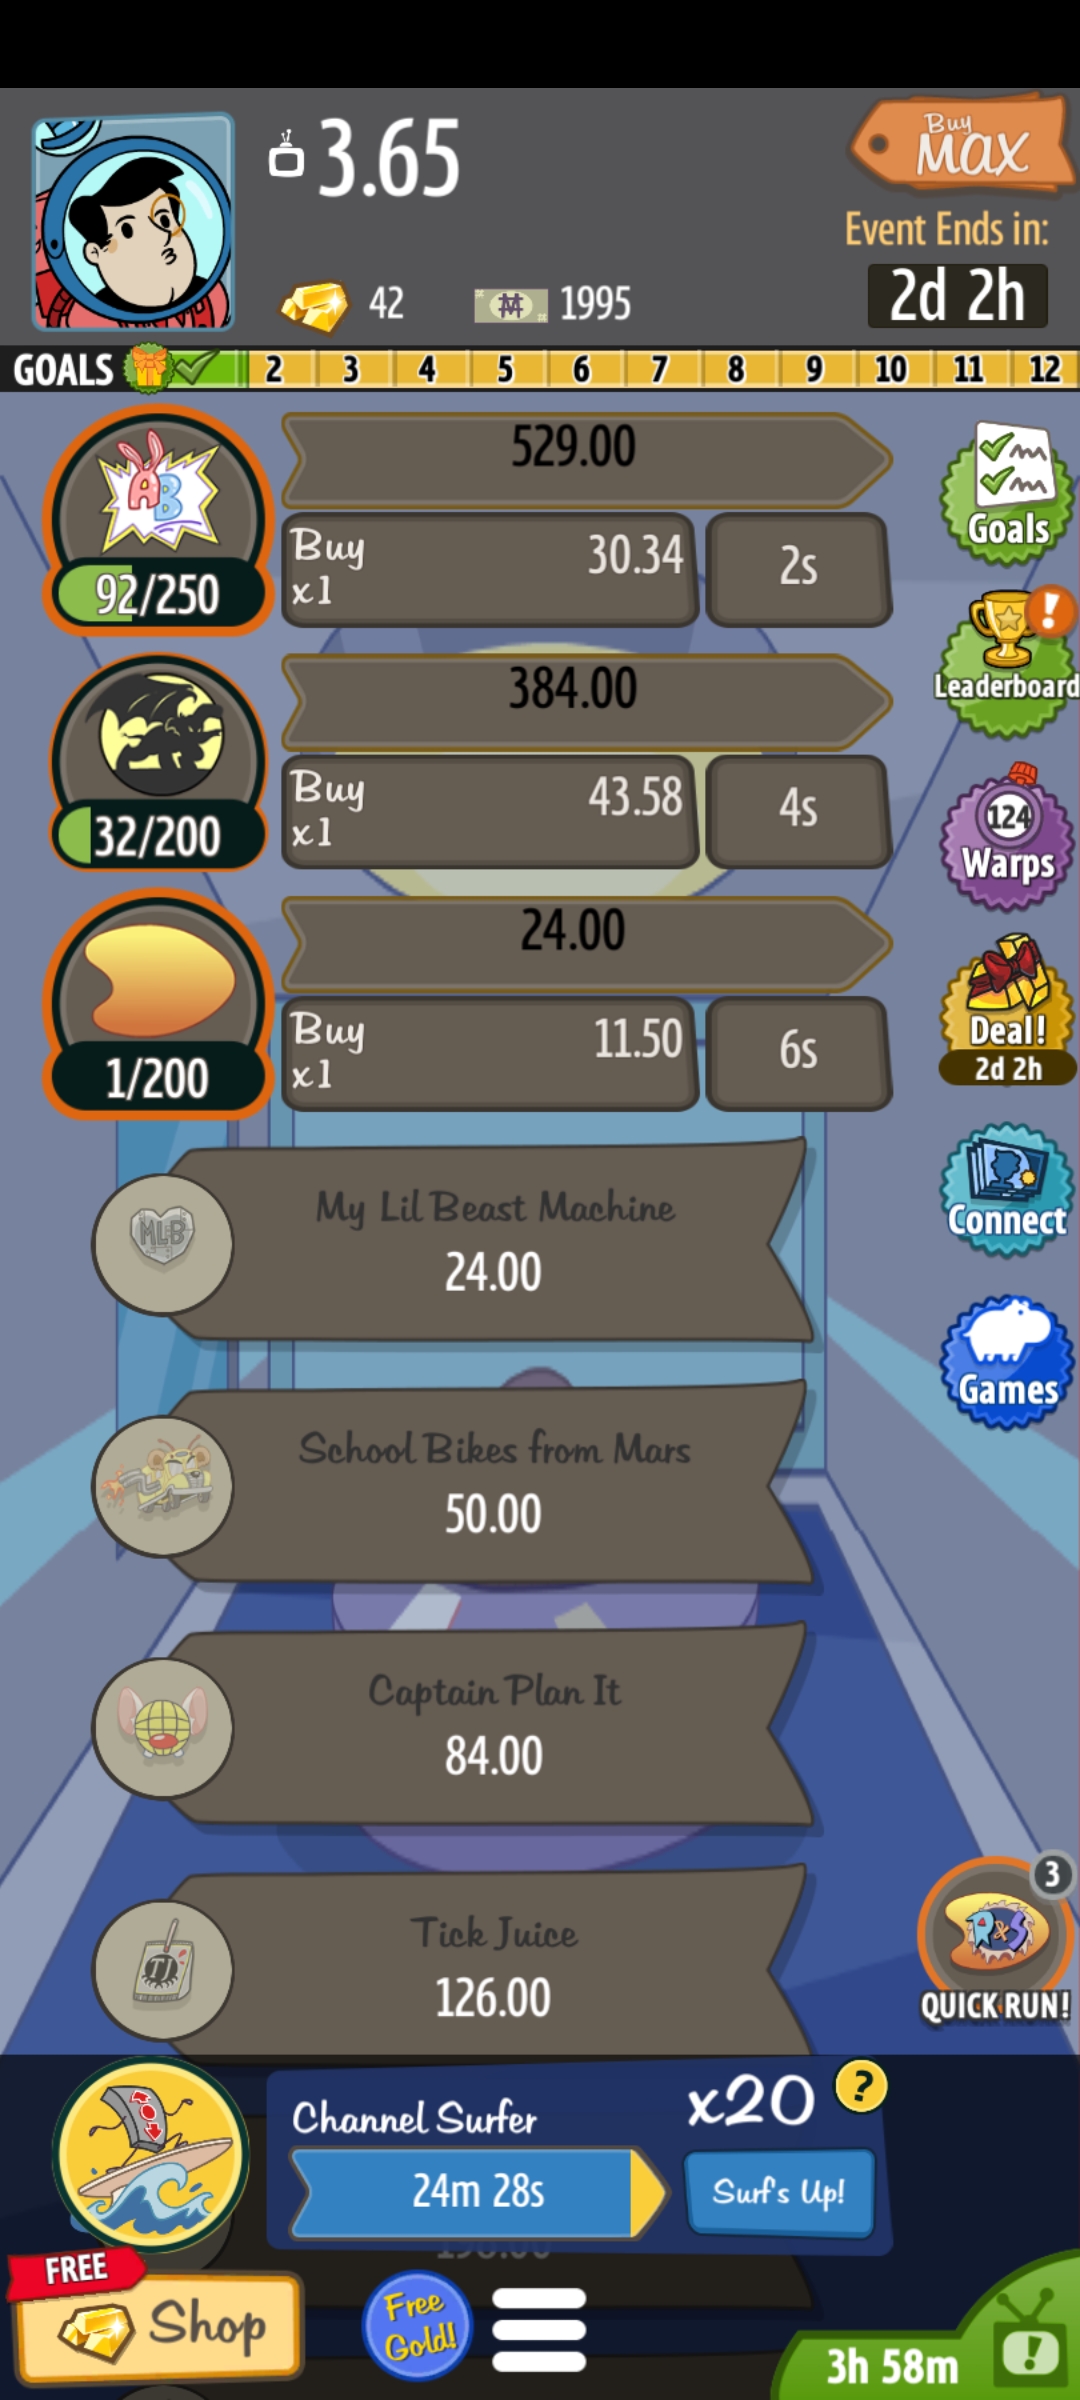 3.65
Buy
MAX
Event Ends in:
42
1995
2d 2h
GOALS 2 3 4 5 6 7 8 9 10 11 12
AB
529.00
92/250
Buy
x1
30.34
2s
Goals
384.00
32/200
Buy
x1
43.58
4s
!
Leaderboard
124
Warps
24.00
1/200
Buy
x1
11.50
6s
Deal!
2d 2h
MLB
My Lil Beast Machine
24.00
Connect
School Bikes from Mars
50.00
Games
Captain Plan It
84.00
TJ
Tick Juice
126.00
3
R&S
QUICK RUN!
Channel Surfer
x20
?
24m 28s
Surf's Up!
FREE
Shop
Free
Gold!
3h 58m
!